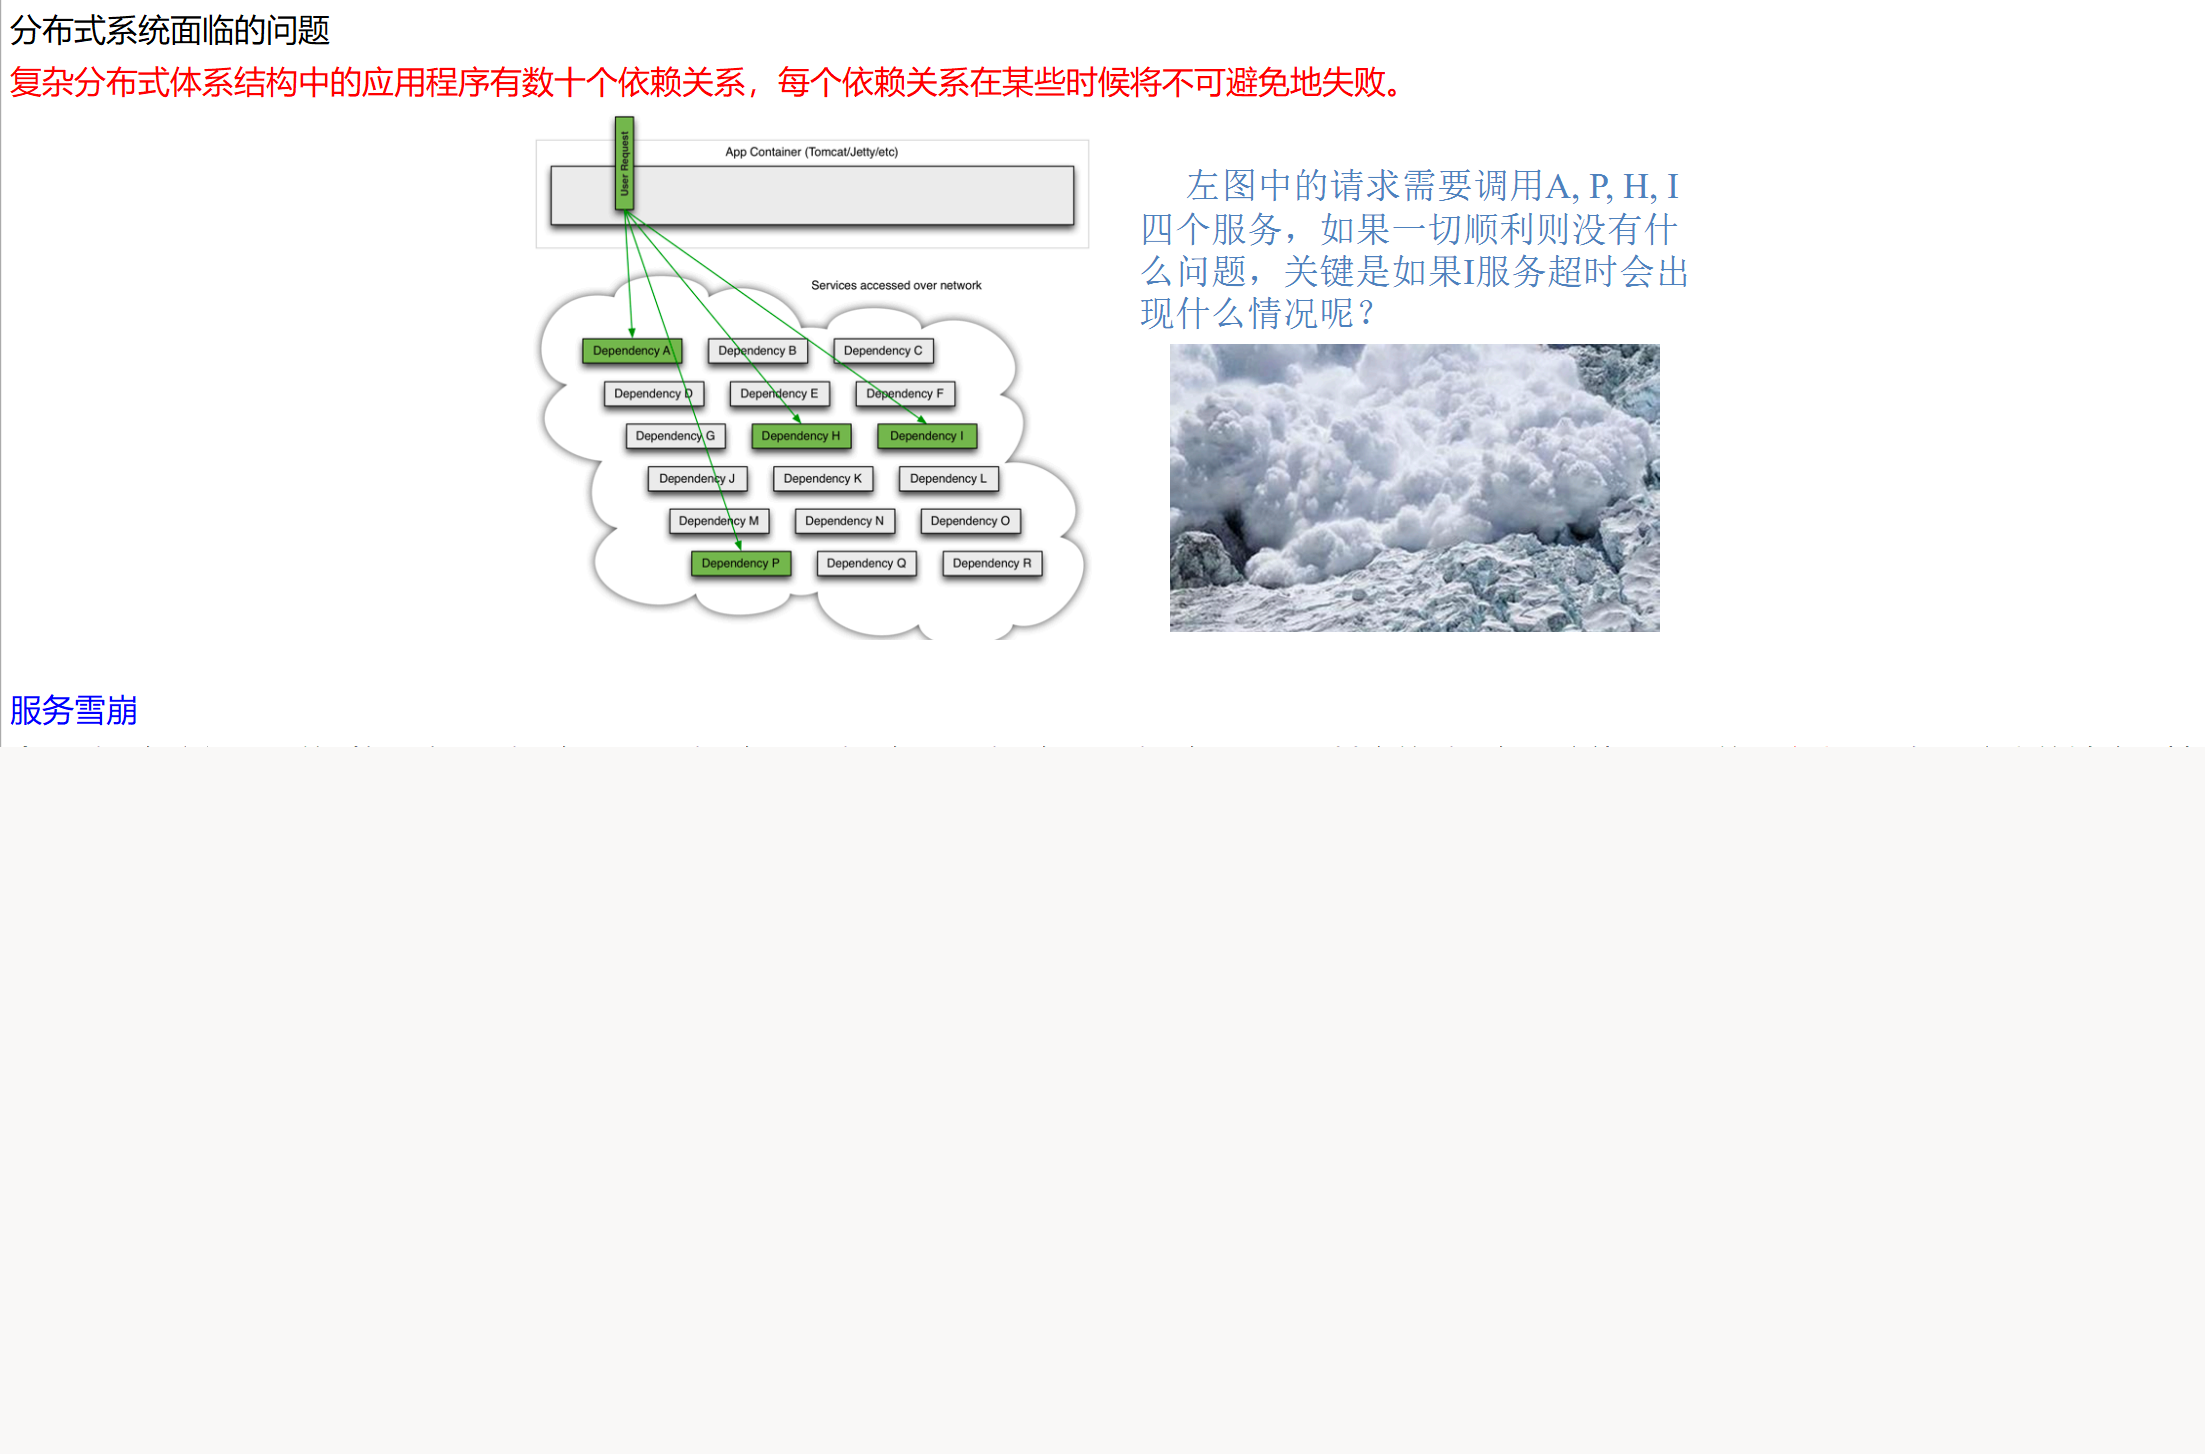 分布式系统面临的问题
复杂分布式体系结构中的应用程序有数十个依赖关系，每个依赖关系在某些时候将不可避免地失败。
User Request
App Container (Tomcat/Jetty/etc)
Services accessed over network
Dependency A
Dependency B
Dependency C
Dependency D
Dependency E
Dependency F
Dependency G
Dependency H
Dependency I
Dependency J
Dependency K
Dependency L
Dependency M
Dependency N
Dependency O
Dependency P
Dependency Q
Dependency R
左图中的请求需要调用A, P, H, I
四个服务，如果一切顺利则没有什
么问题，关键是如果I服务超时会出
现什么情况呢？
服务雪崩